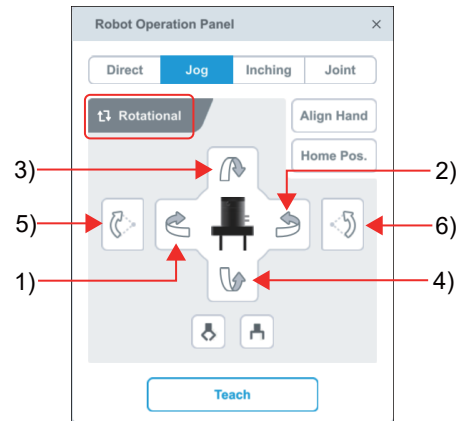 Robot Operation Panel ×
Direct Jog Inching Joint
Rotational
Align Hand
Home Pos.
3)
2)
5)
6)
1)
4)
Teach